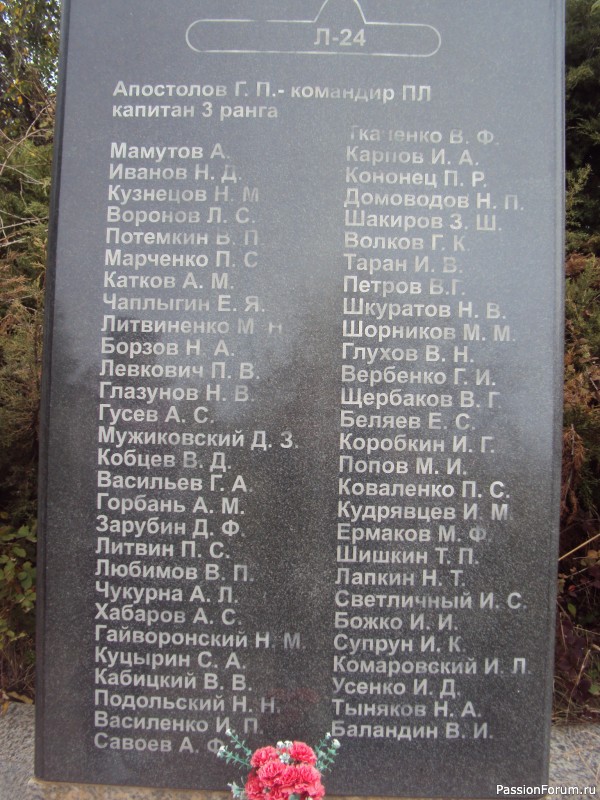 Л-24
Апостолов Г. П.- командир ПЛ
капитан 3 ранга
Мамутов А.
Иванов Н. Д.
Кузнецов Н. М
Воронов Л. С.
Потемкин В. П.
Марченко П. С
Катков А. М.
Чаплыгин Е. Я.
Литвиненко М. Н
Борзов Н. А.
Левкович П. В.
Глазунов Н. В.
Гусев А. С.
Мужиковский Д. З.
Кобцев В. Д.
Васильев Г. А.
Горбань А. М.
Зарубин Д. Ф.
Литвин П. С.
Любимов В. П.
Чукурна А. Л.
Хабаров А. С.
Гайворонский Н. М.
Куцырин С. А.
Кабицкий В. В.
Подольский Н. Н.
Василенко И. П.
Савоев А. Ф
Ткаченко В. Ф.
Карпов И. А.
Кононец П. Р.
Домоводов Н. П.
Шакиров З. Ш.
Волков Г. К
Таран И. В.
Петров В.Г.
Шкуратов Н. В.
Шорников М. М.
Глухов В. Н.
Вербенко Г. И.
Щербаков В. Г
Беляев Е. С.
Коробкин И. Г.
Попов М. И.
Коваленко П. С.
Кудрявцев И. М
Ермаков М. Ф.
Шишкин Т. П.
Лапкин Н. Т.
Светличный И. С.
Божко И. И.
Супрун И. К
Комаровский И. Л
Усенко И. Д.
Тыняков Н. А.
Баландин В. И.
PassionForum.ru